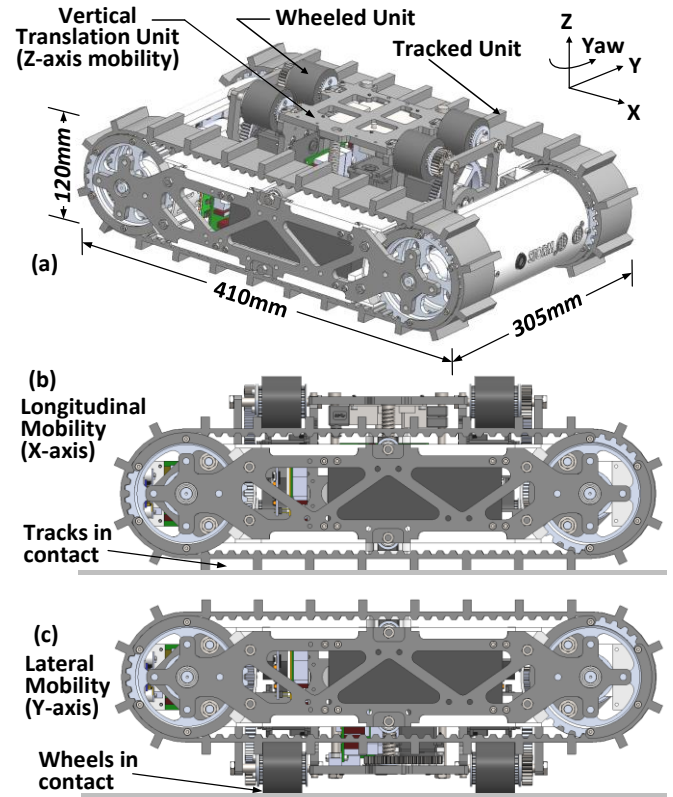 Vertical
Translation Unit
(Z-axis mobility)
Wheeled Unit
Tracked Unit
Z
Yaw
Y
X
120mm
(a)
410mm
305mm
STORM
(b)
Longitudinal
Mobility
(X-axis)
Tracks in
contact
(c)
Lateral
Mobility
(Y-axis)
Wheels in
contact